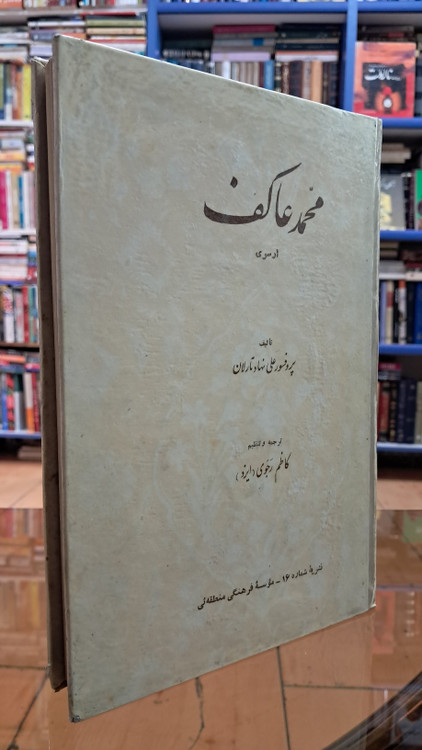 محمد عاکف
ارسوی
تألیف
پروفسور علی نهاد تارلان
ترجمه و تنظیم
کاظم رجوی (ایزد)
نشریهٔ شماره ۱۶ - مؤسسهٔ فرهنگی منطقه‌ئی